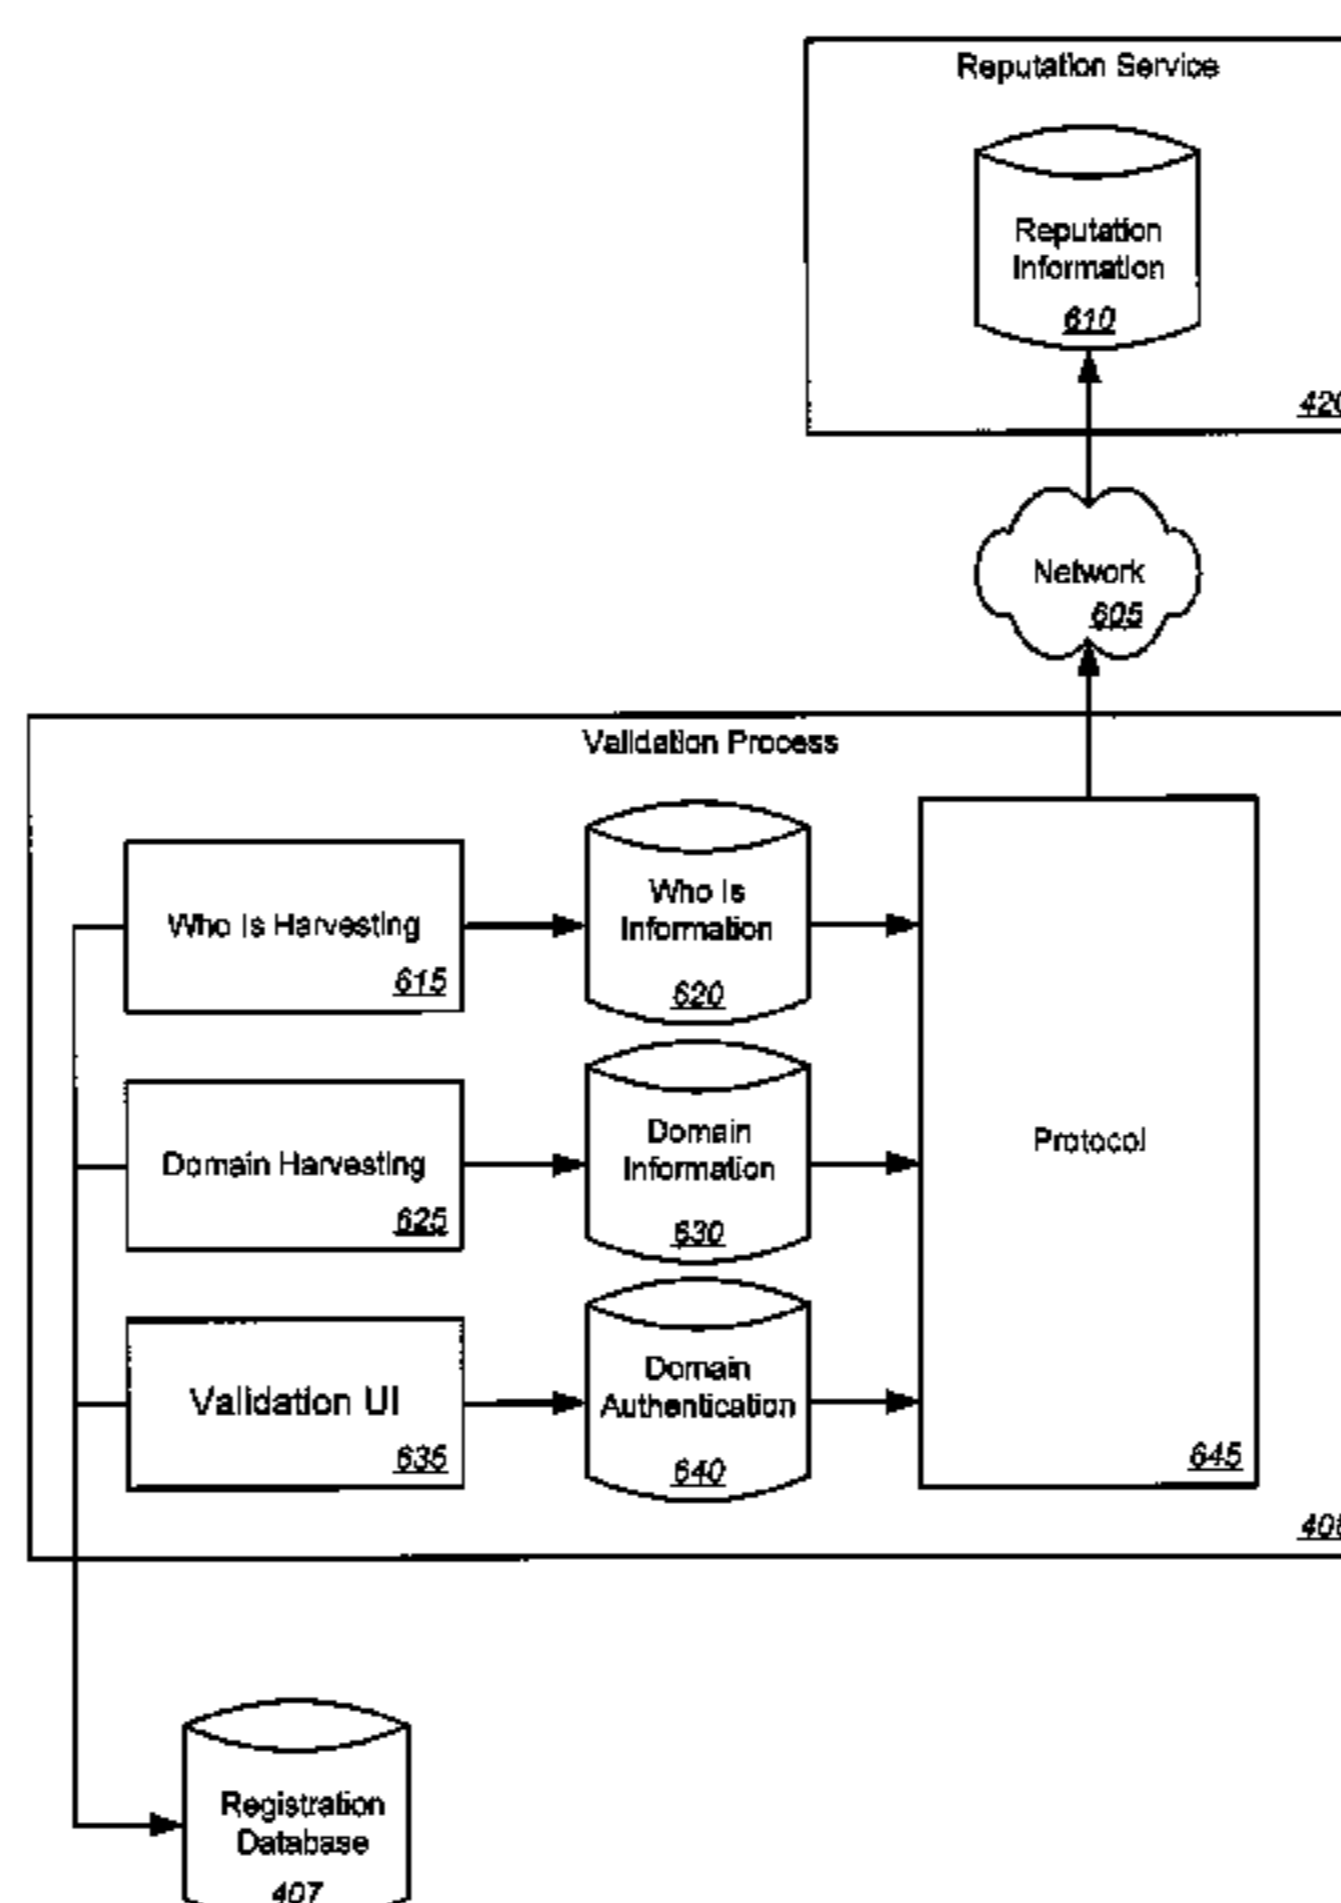 Reputation Service
Reputation
Information
610
420
Network
605
Validation Process
Who Is Harvesting
615
Who Is
Information
620
Domain Harvesting
625
Domain
Information
630
Validation UI
635
Domain
Authentication
640
Protocol
645
Registration
Database
407